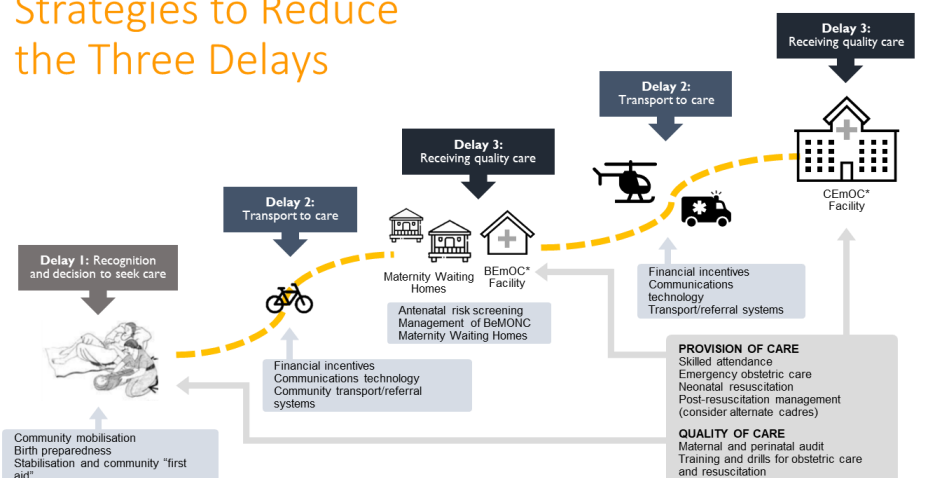 Strategies to Reduce
the Three Delays
Delay 1: Recognition
and decision to seek care
Community mobilisation
Birth preparedness
Stabilisation and community “first
aid”
Delay 2:
Transport to care
Financial incentives
Communications technology
Community transport/referral
systems
Delay 3:
Receiving quality care
Maternity Waiting
Homes
BEmOC*
Facility
Antenatal risk screening
Management of BeMONC
Maternity Waiting Homes
Delay 2:
Transport to care
Financial incentives
Communications
technology
Transport/referral systems
Delay 3:
Receiving quality care
CEmOC*
Facility
PROVISION OF CARE
Skilled attendance
Emergency obstetric care
Neonatal resuscitation
Post-resuscitation management
(consider alternate cadres)
QUALITY OF CARE
Maternal and perinatal audit
Training and drills for obstetric care
and resuscitation